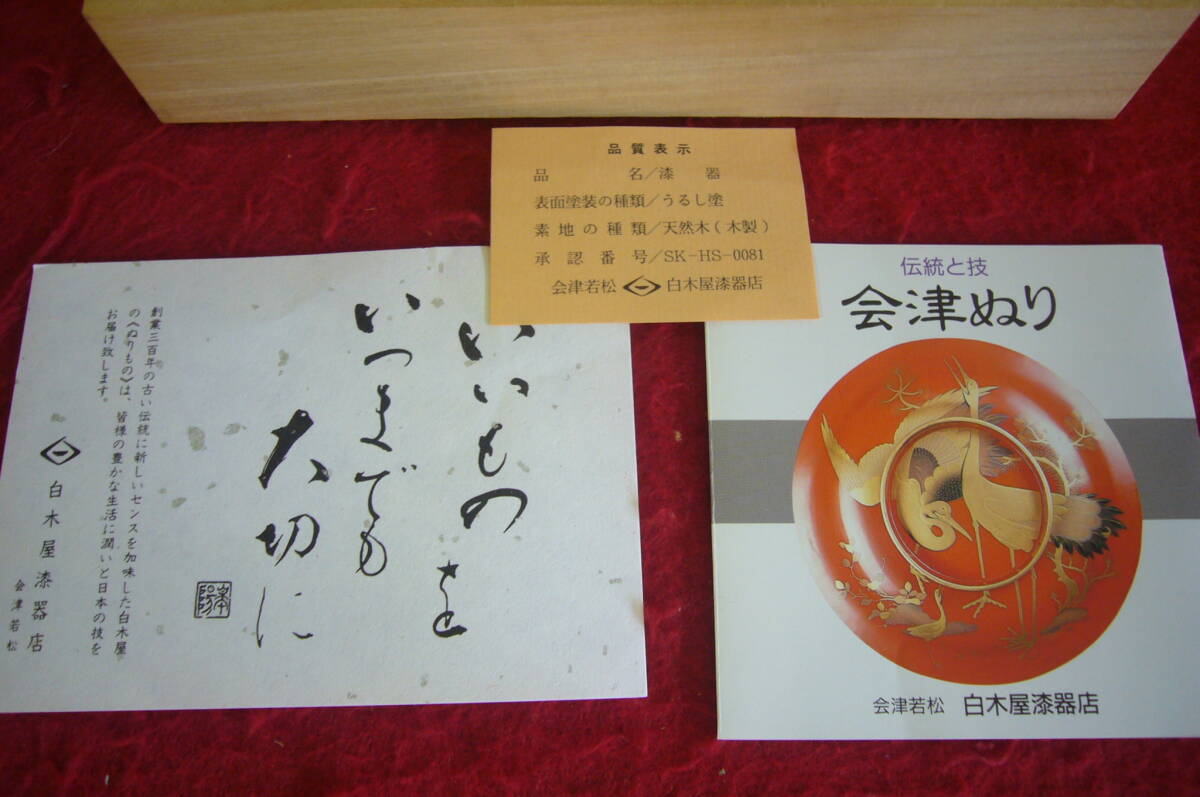 品質表示
品名/漆器
表面塗装の種類/うるし塗
素地の種類/天然木(木製)
承認番号/SK-HS-0081
会津若松 白木屋漆器店
いいものを
いつまでも
大切に
創業三百年の古い伝統に新しいセンスを加味した白木屋
の《ぬりもの》は、皆様の豊かな生活に潤いと日本の技を
お届け致します。
白木屋漆器店
会津若松
伝統と技
会津ぬり
会津若松 白木屋漆器店